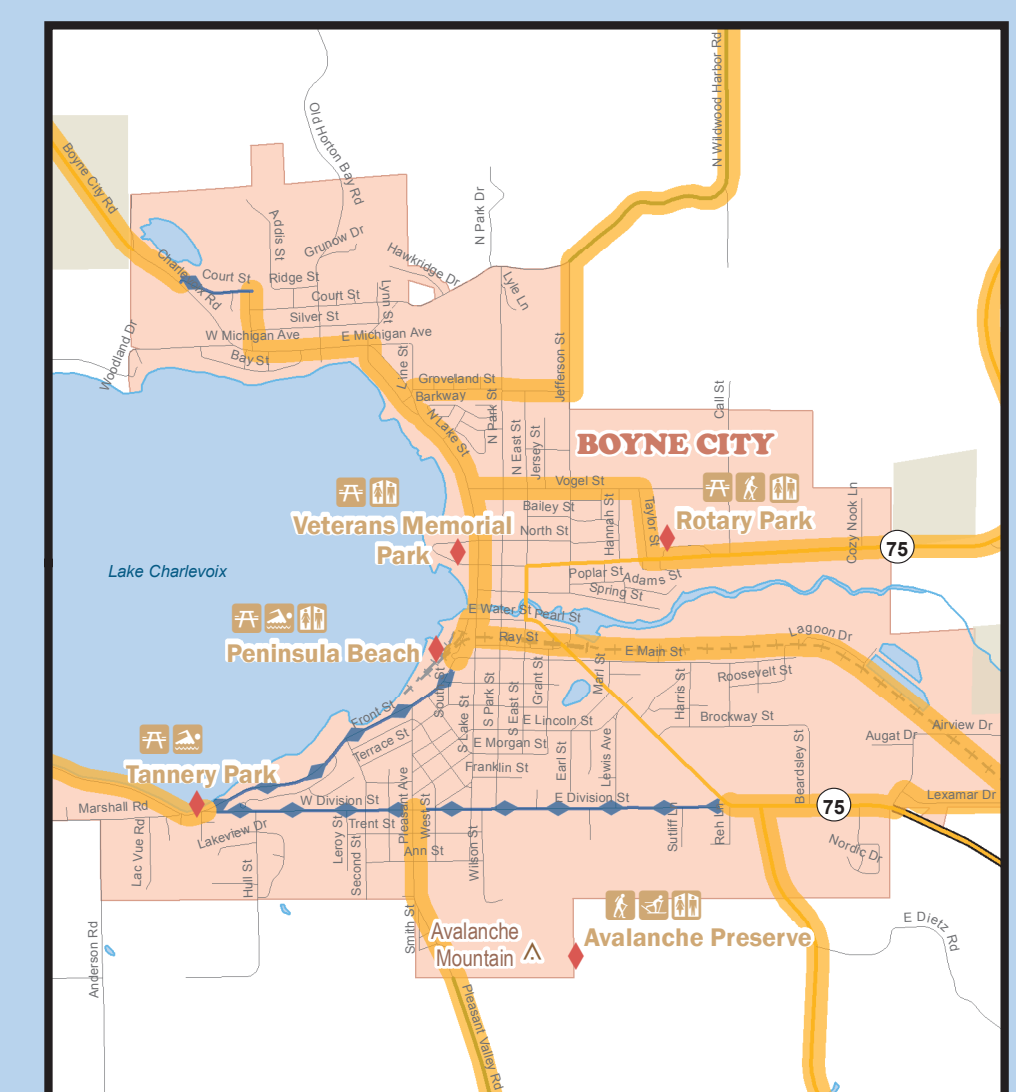 N Wildwood Harbor Rd
Old Horton Bay Rd
Boyne City Rd
N Park Dr
Addis St
Grunow Dr
Hawkridge Dr
Court St
Ridge St
Lyle Ln
Court St
Lynn St
Silver St
W Michigan Ave
E Michigan Ave
Woodland Dr
Bay St
Jefferson St
Groveland St
Barkway
Call St
N Lake St
N Park St
N East St
Jersey St
BOYNE CITY
Vogel St
Bailey St
Hannah St
Taylor St
Rotary Park
Cozy Nook Ln
Veterans Memorial
Park
North St
75
Lake Charlevoix
Poplar St
Adams St
Spring St
E Water St
Pearl St
Peninsula Beach
Ray St
E Main St
Lagoon Dr
South St
Grant St
Marl St
Harris St
Roosevelt St
Front St
S Lake St
S Park St
S East St
E Lincoln St
Brockway St
Airview Dr
Terrace St
E Morgan St
Earl St
Lewis Ave
Augat Dr
Beardsley St
Tannery Park
Franklin St
Marshall Rd
W Division St
Pleasant Ave
West St
E Division St
75
Lexamar Dr
Lac Vue Rd
Lakeview Dr
Leroy St
Trent St
Sutliff Ln
Reh Ln
Hull St
Second St
Ann St
Wilson St
Nordic Dr
Smith St
Avalanche
Mountain
Avalanche Preserve
E Dietz Rd
Anderson Rd
Pleasant Valley Rd